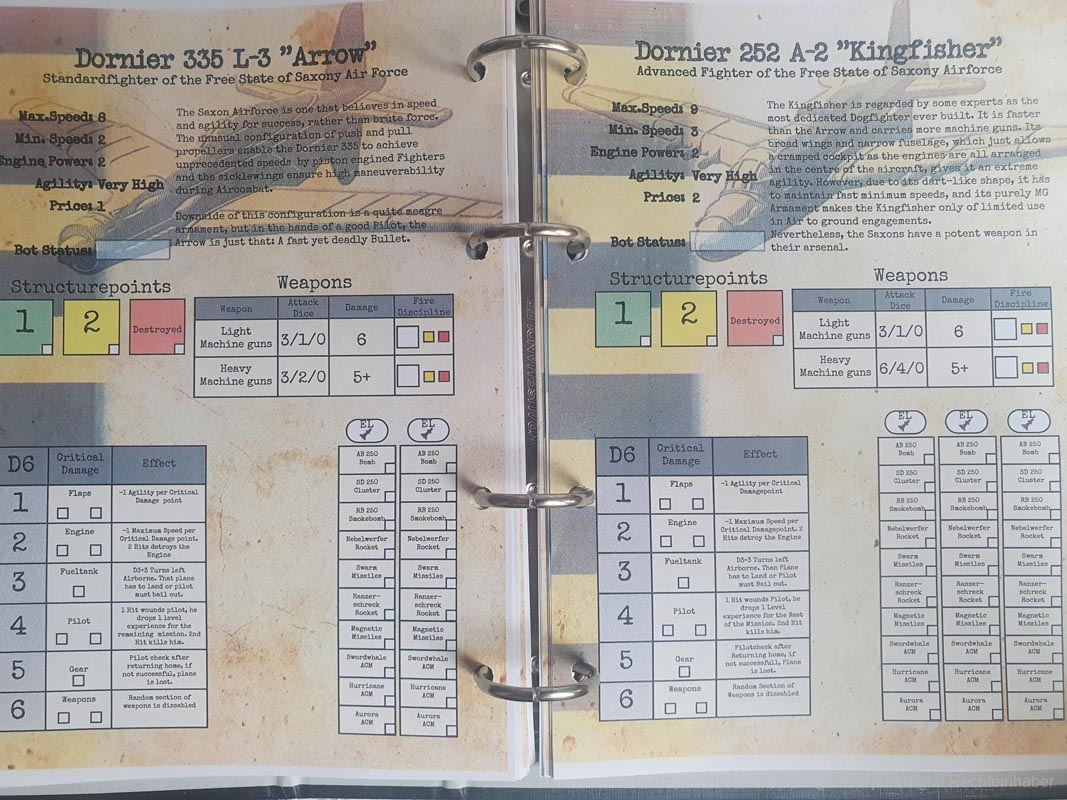 Dornier 335 L-3 "Arrow"
Standardfighter of the Free State of Saxony Air Force
Max.Speed: 8
Min. Speed: 2
Engine Power: 2
Agility: Very High
Price: 1
Bot Status:
The Saxon Airforce is one that believes in speed
and agility for success, rather than brute force.
The unusual configuration of push and pull
propellers enable the Dornier 335 to achieve
unprecedented speeds by piston engined Fighters
and the sicklewings ensure high maneuverability
during Aircombat.
Downside of this configuration is a quite meagre
armament, but in the hands of a good Pilot, the
Arrow is just that: A fast yet deadly Bullet.
Structurepoints
1
2
Destroyed
Weapons
Weapon
Attack
Dice
Damage
Fire
Discipline
Light
Machine guns
3/1/0
6
Heavy
Machine guns
3/2/0
5+
D6
Critical
Damage
Effect
1
Flaps
-1 Agility per Critical
Damage point
2
Engine
-1 Maximum Speed per
Critical Damage point.
2 Hits detroys the
Engine
3
Fueltank
D3+3 Turns left
Airborne. That plane
has to land or pilot
must bail out.
4
Pilot
1 Hit wounds pilot, he
drops 1 level
experience for the
remaining mission. 2nd
Hit kills him.
5
Gear
Pilot check after
returning home, if
not successful, plane
is lost.
6
Weapons
Random section of
weapons is dissabled
EL
AB 250
Bomb
SD 250
Cluster
RB 250
Smokebomb
Nebelwerfer
Rocket
Swarm
Missiles
Ranzer-
schreck
Rocket
Magnetic
Missiles
Swordwhale
ACM
Hurricane
ACM
Aurora
ACM
EL
AB 250
Bomb
SD 250
Cluster
RB 250
Smokebomb
Nebelwerfer
Rocket
Swarm
Missiles
Ranzer-
schreck
Rocket
Magnetic
Missiles
Swordwhale
ACM
Hurricane
ACM
Aurora
ACM
Dornier 252 A-2 "Kingfisher"
Advanced Fighter of the Free State of Saxony Airforce
Max.Speed: 9
Min. Speed: 3
Engine Power: 2
Agility: Very High
Price: 2
Bot Status:
The Kingfisher is regarded by some experts as the
most dedicated Dogfighter ever built. It is faster
than the Arrow and carries more machine guns. Its
broad wings and narrow fuselage, which just allows
a cramped cockpit as the engines are all arranged
in the centre of the aircraft, gives it an extreme
agility. However, due to its dart-like shape, it has
to maintain fast minimum speeds, and its purely MG
Armament makes the Kingfisher only of limited use
in Air to ground engagements.
Nevertheless, the Saxons have a potent weapon in
their arsenal.
Structurepoints
1
2
Destroyed
Weapons
Weapon
Attack
Dice
Damage
Fire
Discipline
Light
Machine guns
3/1/0
6
Heavy
Machine guns
6/4/0
5+
D6
Critical
Damage
Effect
1
Flaps
-1 Agility per Critical
Damagepoint
2
Engine
-1 Maximum Speed per
Critical Damagepoint. 2
Hits detroy the Engine
3
Fueltank
D3+3 Turns left
Airborne. Than Plane
has to Land or Pilot
must Bail out.
4
Pilot
1 Hit wounds Pilot, he
drops 1 Level
experience for the Rest
of the Mission. 2nd Hit
kills him.
5
Gear
Pilotcheck after
Returning home, if
not successfull, Plane
is lost.
6
Weapons
Random Section of
Weapons is dissabled
EL
AB 250
Bomb
SD 250
Cluster
RB 250
Smokebomb
Nebelwerfer
Rocket
Swarm
Missiles
Ranzer-
schreck
Rocket
Magnetic
Missiles
Swordwhale
ACM
Hurricane
ACM
Aurora
ACM
EL
AB 250
Bomb
SD 250
Cluster
RB 250
Smokebomb
Nebelwerfer
Rocket
Swarm
Missiles
Ranzer-
schreck
Rocket
Magnetic
Missiles
Swordwhale
ACM
Hurricane
ACM
Aurora
ACM
EL
AB 250
Bomb
SD 250
Cluster
RB 250
Smokebomb
Nebelwerfer
Rocket
Swarm
Missiles
Ranzer-
schreck
Rocket
Magnetic
Missiles
Swordwhale
ACM
Hurricane
ACM
Aurora
ACM
Rechteinhaber